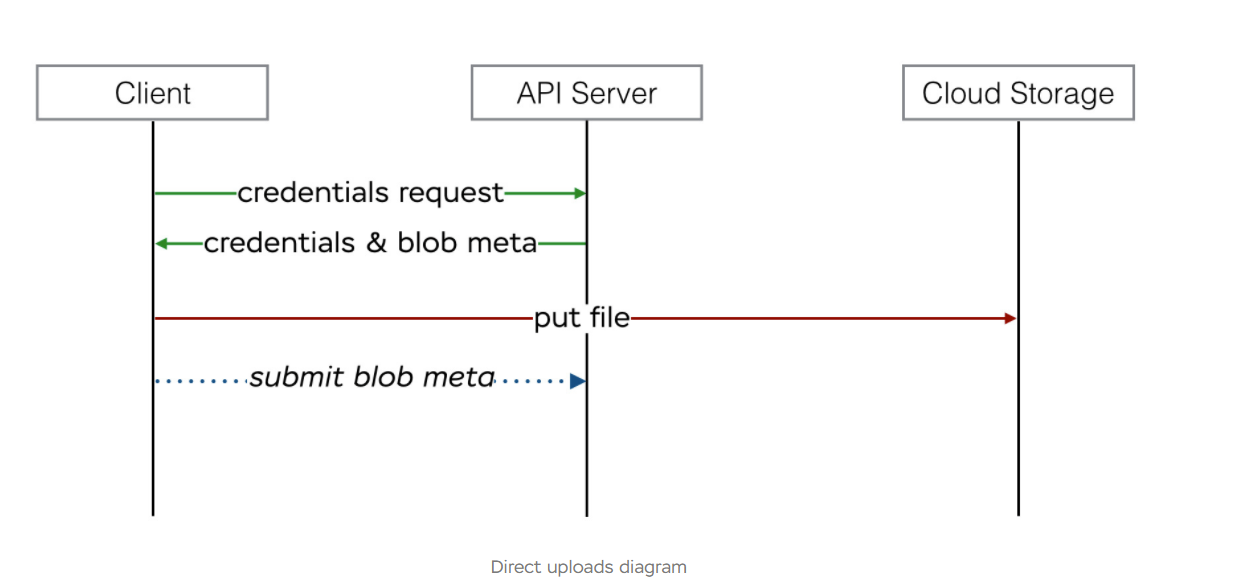 Client
API Server
Cloud Storage
credentials request
credentials & blob meta
put file
submit blob meta
Direct uploads diagram